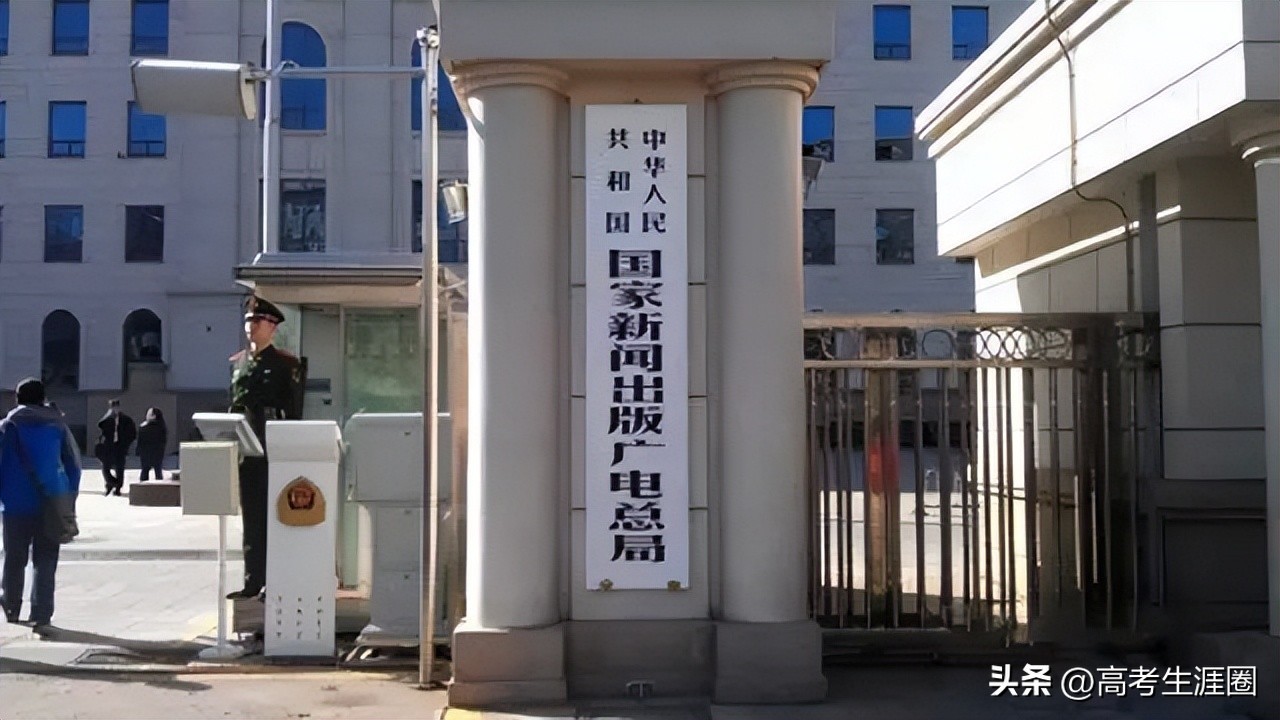 中华人民
共和国
国家新闻出版广电总局
头条 @高考生涯圈